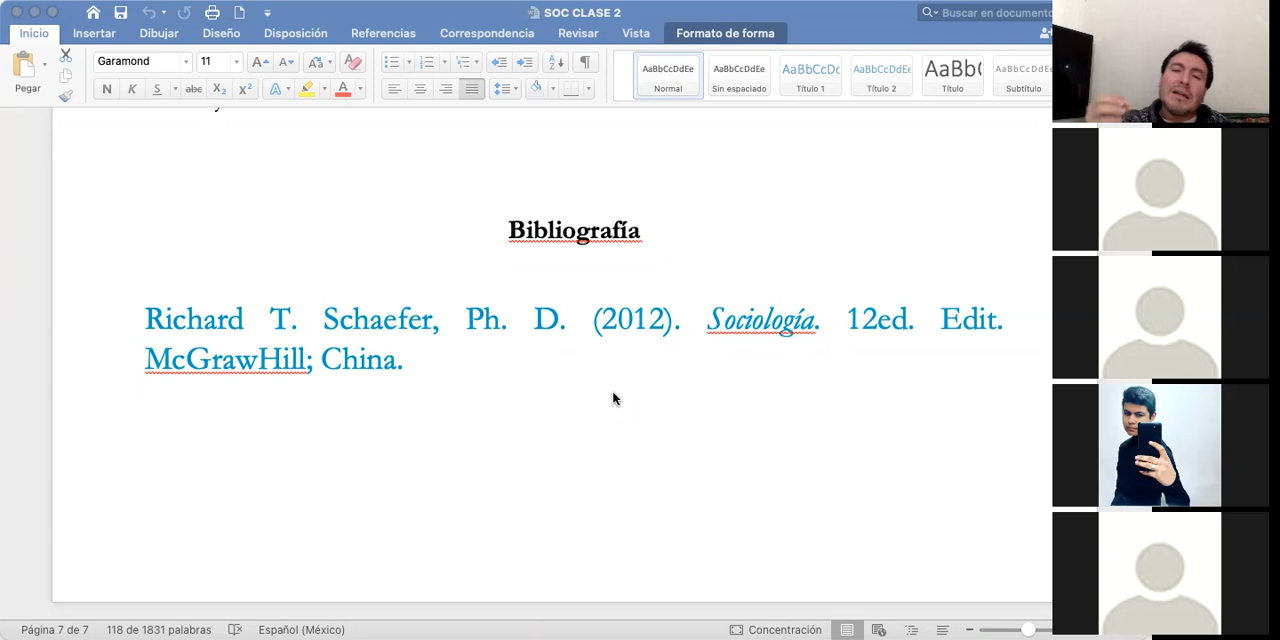 SOC CLASE 2
Buscar en documento
Inicio Insertar Dibujar Diseño Disposición Referencias Correspondencia Revisar Vista Formato de forma
Pegar
Garamond 11
N K S abc X₂ X²
AaBbCcDdEe AaBbCcDdEe AaBbCcDc AaBbCcDdEe AaBb( AaBbCcDdEe
Normal Sin espaciado Título 1 Título 2 Título Subtítulo
Bibliografía
Richard T. Schaefer, Ph. D. (2012). Sociología. 12ed. Edit.
McGrawHill; China.
Página 7 de 7 118 de 1831 palabras Español (México) Concentración